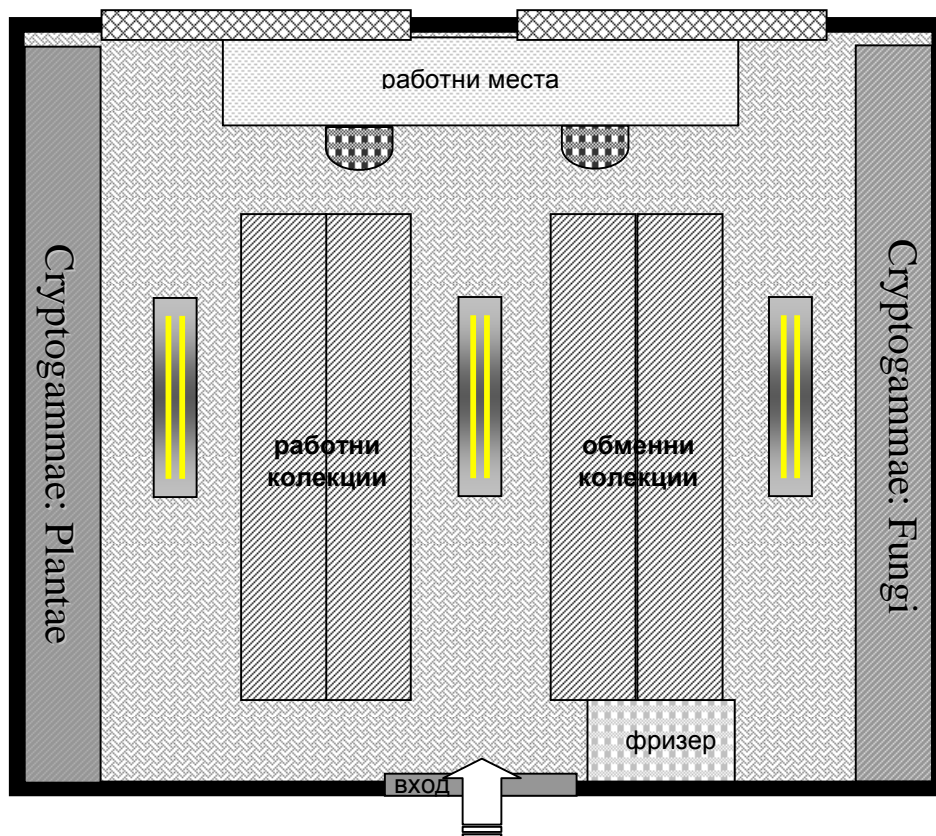 работни места
Cryptogammae: Plantae
работни
колекции
обменни
колекции
Cryptogammae: Fungi
фризер
вход